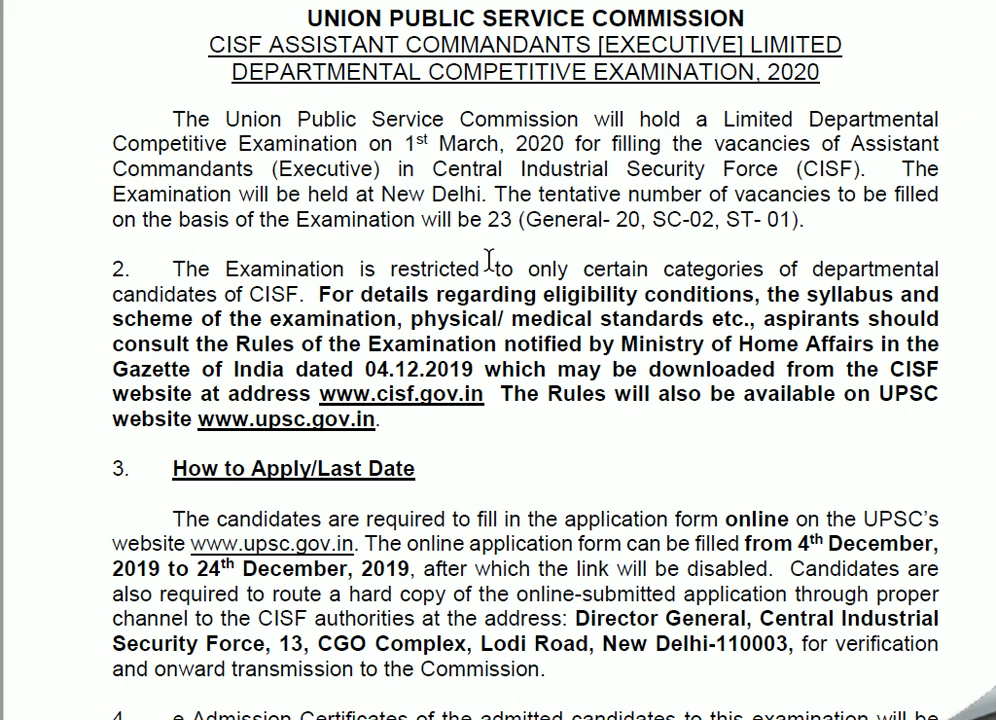 UNION PUBLIC SERVICE COMMISSION
CISF ASSISTANT COMMANDANTS [EXECUTIVE] LIMITED
DEPARTMENTAL COMPETITIVE EXAMINATION, 2020
The Union Public Service Commission will hold a Limited Departmental
Competitive Examination on 1st March, 2020 for filling the vacancies of Assistant
Commandants (Executive) in Central Industrial Security Force (CISF). The
Examination will be held at New Delhi. The tentative number of vacancies to be filled
on the basis of the Examination will be 23 (General- 20, SC-02, ST- 01).
2. The Examination is restricted to only certain categories of departmental
candidates of CISF. For details regarding eligibility conditions, the syllabus and
scheme of the examination, physical/ medical standards etc., aspirants should
consult the Rules of the Examination notified by Ministry of Home Affairs in the
Gazette of India dated 04.12.2019 which may be downloaded from the CISF
website at address www.cisf.gov.in The Rules will also be available on UPSC
website www.upsc.gov.in.
3. How to Apply/Last Date
The candidates are required to fill in the application form online on the UPSC's
website www.upsc.gov.in. The online application form can be filled from 4th December,
2019 to 24th December, 2019, after which the link will be disabled. Candidates are
also required to route a hard copy of the online-submitted application through proper
channel to the CISF authorities at the address: Director General, Central Industrial
Security Force, 13, CGO Complex, Lodi Road, New Delhi-110003, for verification
and onward transmission to the Commission.
4. e Admission Certificates of the admitted candidates to this examination will be